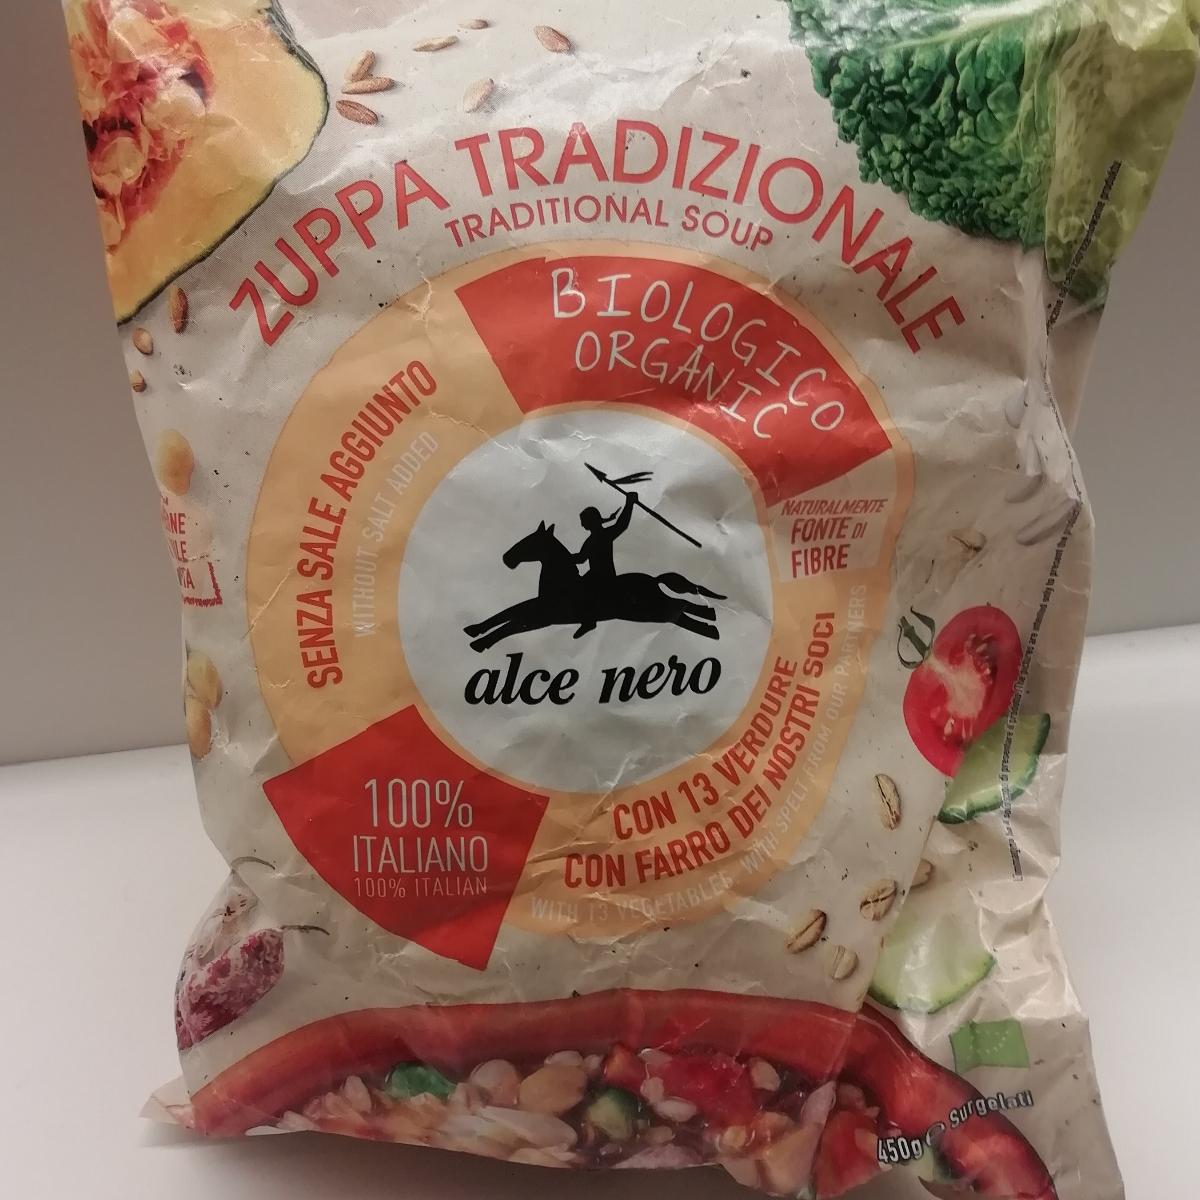 ZUPPA TRADIZIONALE
TRADITIONAL SOUP
BIOLOGICO
ORGANIC
SENZA SALE AGGIUNTO
WITHOUT SALT ADDED
NATURALMENTE
FONTE DI
FIBRE
alce nero
100%
ITALIANO
100% ITALIAN
CON 13 VERDURE
CON FARRO DEI NOSTRI SOCI
WITH 13 VEGETABLES WITH SPELT FROM OUR PARTNERS
450g e surgelati